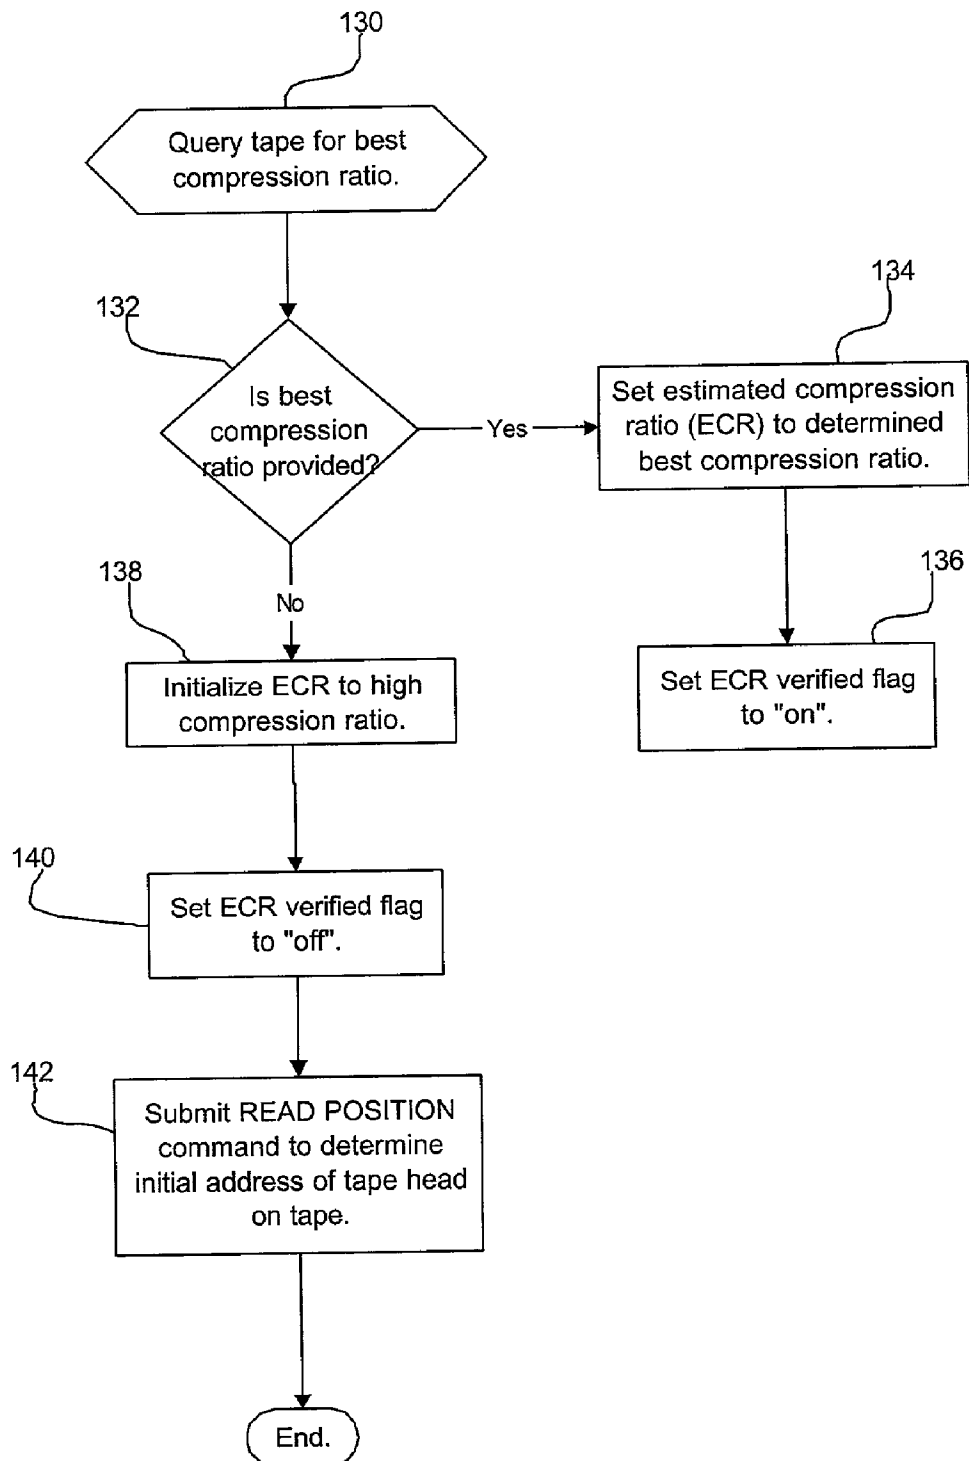 130
Query tape for best
compression ratio.
132
Is best
compression
ratio provided?
Yes
134
Set estimated compression
ratio (ECR) to determined
best compression ratio.
136
Set ECR verified flag
to "on".
No
138
Initialize ECR to high
compression ratio.
140
Set ECR verified flag
to "off".
142
Submit READ POSITION
command to determine
initial address of tape head
on tape.
End.